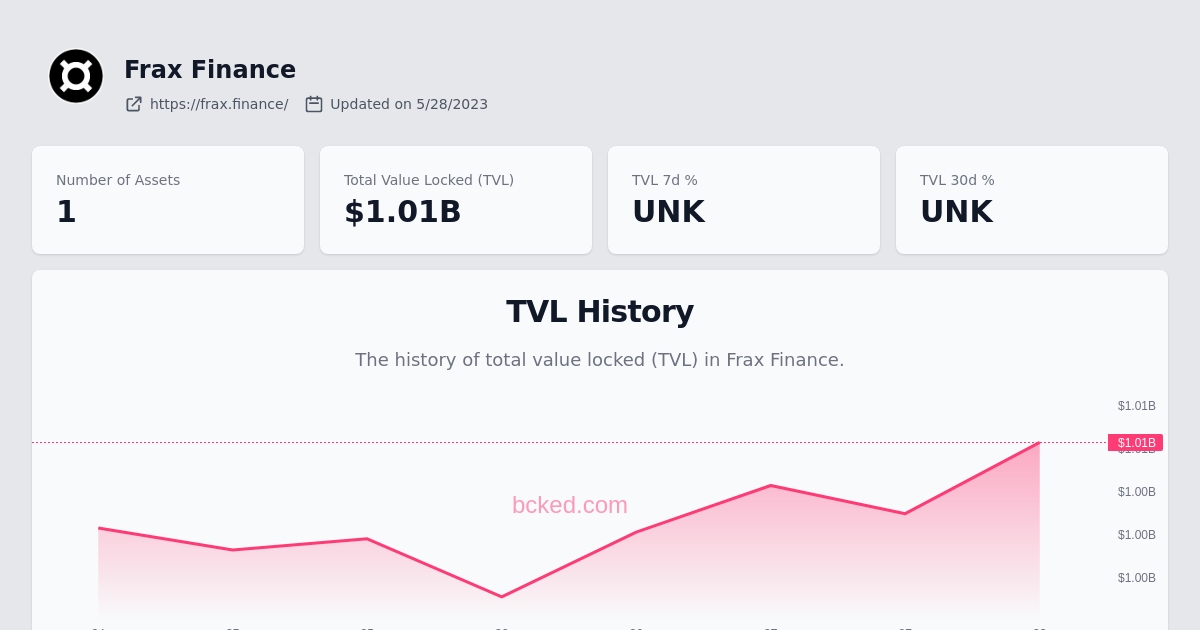 Frax Finance
https://frax.finance/ Updated on 5/28/2023
Number of Assets
1
Total Value Locked (TVL)
$1.01B
TVL 7d %
UNK
TVL 30d %
UNK
TVL History
The history of total value locked (TVL) in Frax Finance.
$1.01B
$1.01B
$1.01B
$1.00B
bcked.com
$1.00B
$1.00B